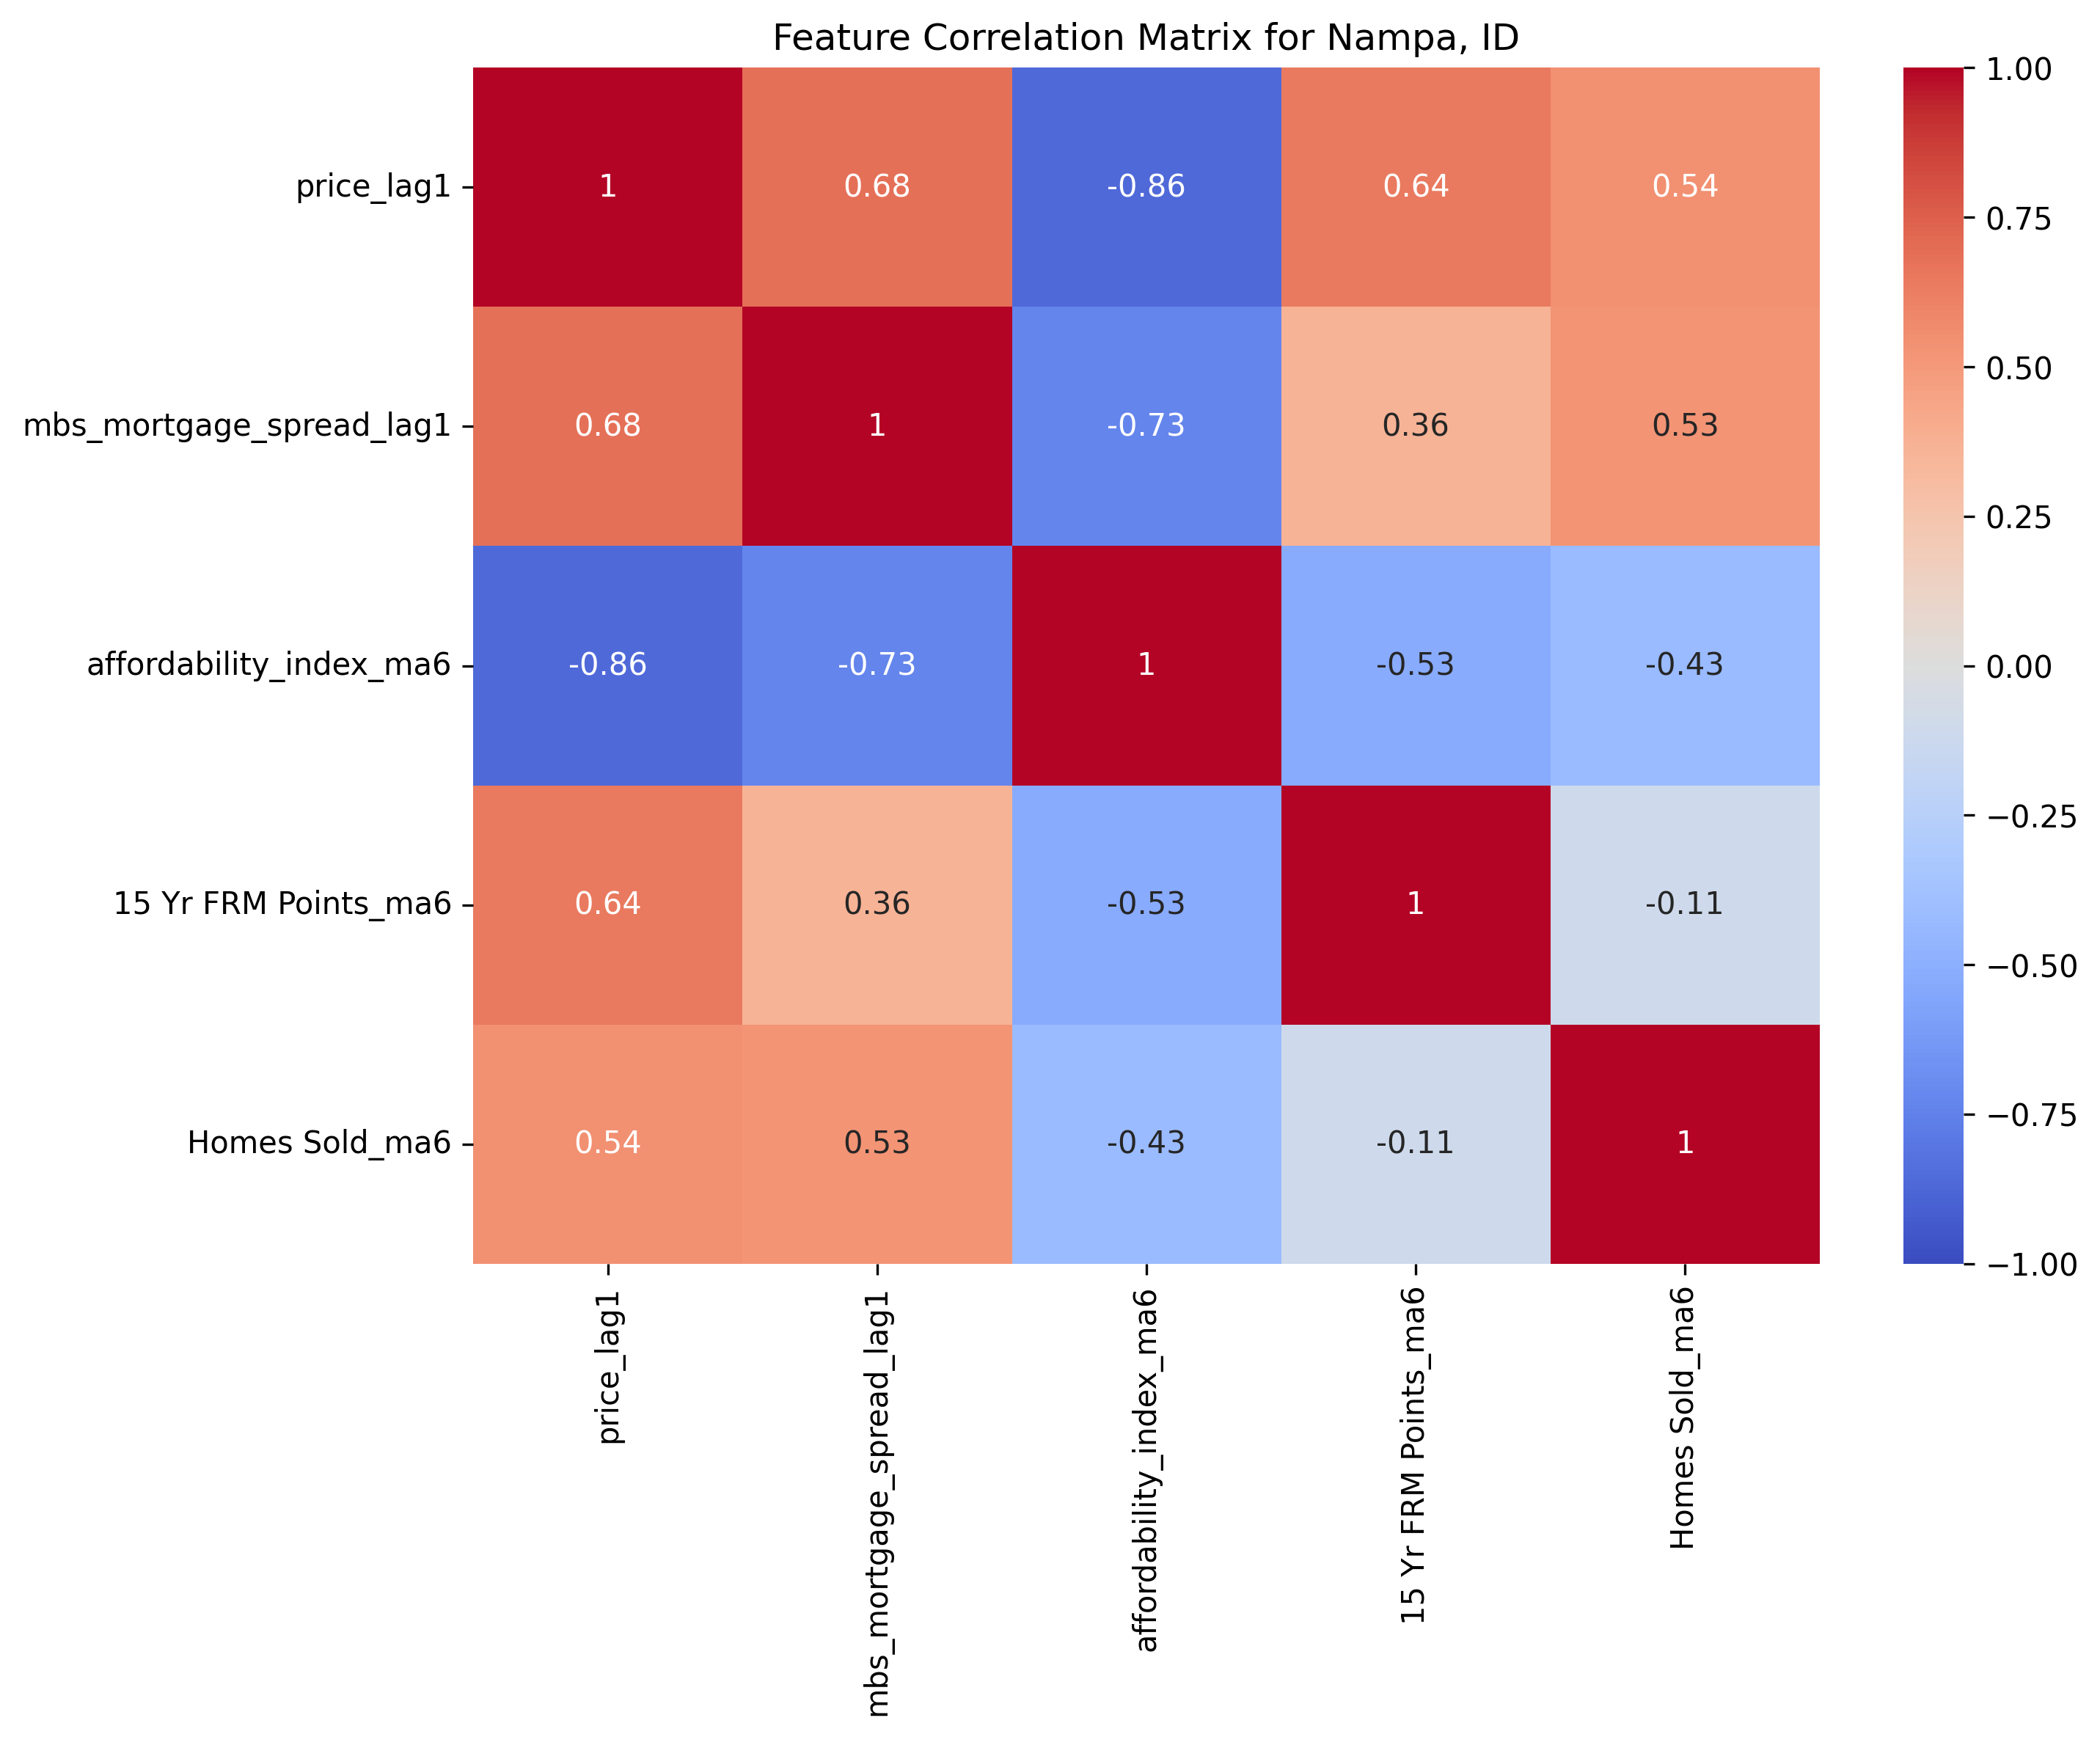 Feature Correlation Matrix for Nampa, ID
price_lag1 1 0.68 -0.86 0.64 0.54
mbs_mortgage_spread_lag1 0.68 1 -0.73 0.36 0.53
affordability_index_ma6 -0.86 -0.73 1 -0.53 -0.43
15 Yr FRM Points_ma6 0.64 0.36 -0.53 1 -0.11
Homes Sold_ma6 0.54 0.53 -0.43 -0.11 1
price_lag1
mbs_mortgage_spread_lag1
affordability_index_ma6
15 Yr FRM Points_ma6
Homes Sold_ma6
1.00
0.75
0.50
0.25
0.00
−0.25
−0.50
−0.75
−1.00